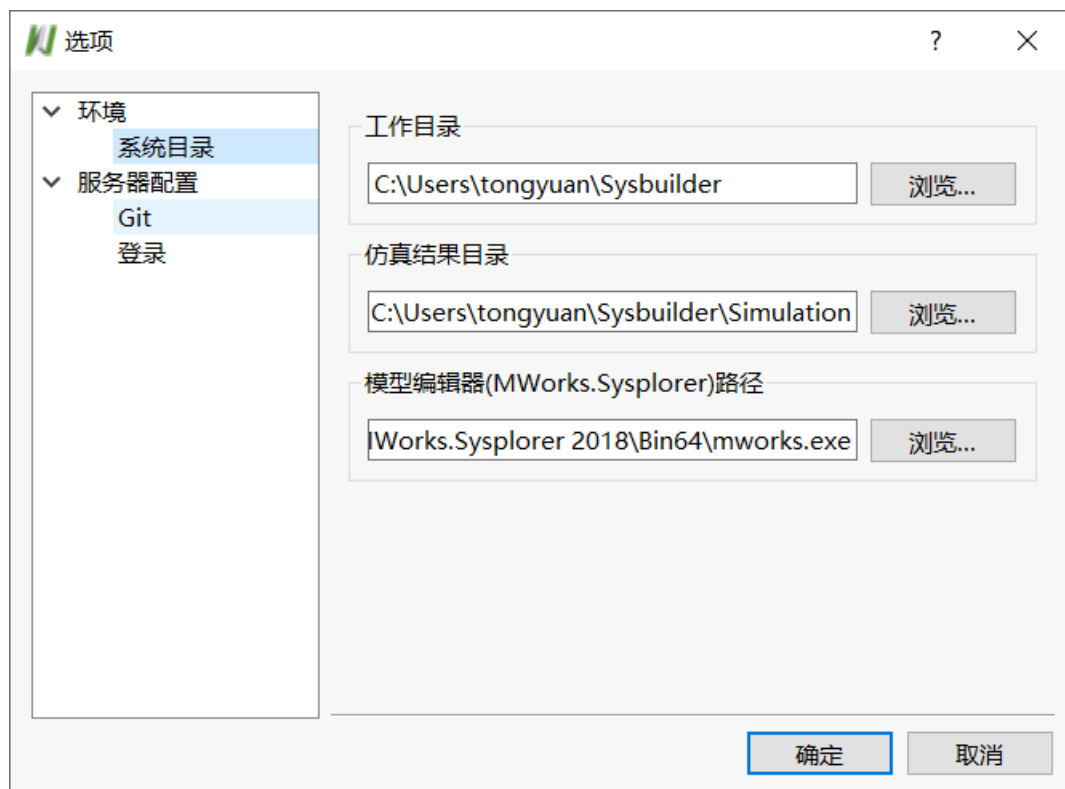 选项
环境
系统目录
服务器配置
Git
登录
工作目录
C:\Users\tongyuan\Sysbuilder
浏览...
仿真结果目录
C:\Users\tongyuan\Sysbuilder\Simulation
浏览...
模型编辑器(MWorks.Sysplorer)路径
IWorks.Sysplorer 2018\Bin64\mworks.exe
浏览...
确定
取消